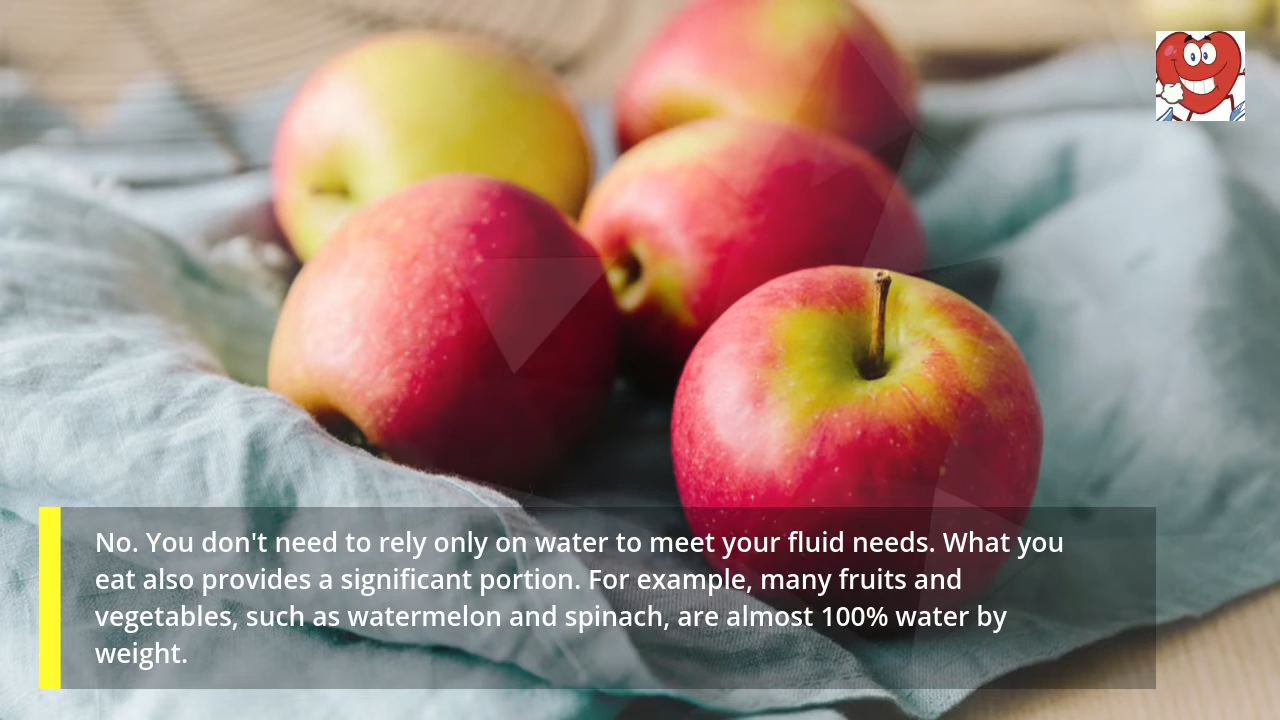 No. You don't need to rely only on water to meet your fluid needs. What you
eat also provides a significant portion. For example, many fruits and
vegetables, such as watermelon and spinach, are almost 100% water by
weight.